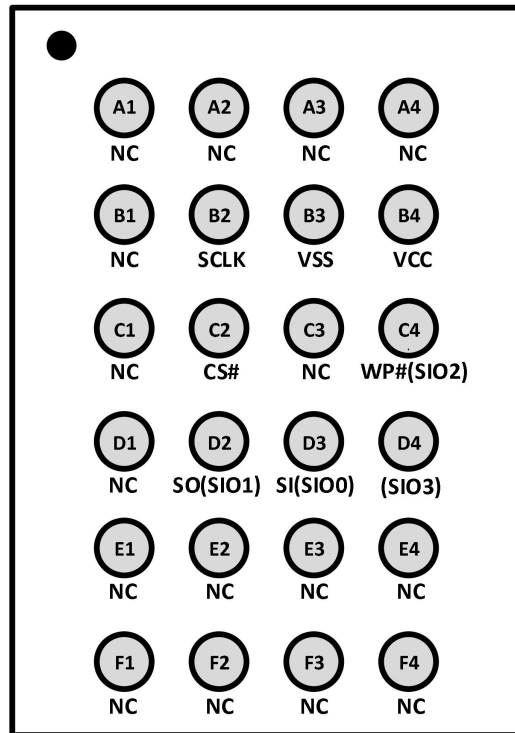 A1 A2 A3 A4
NC NC NC NC
B1 B2 B3 B4
NC SCLK VSS VCC
C1 C2 C3 C4
NC CS# NC WP#(SIO2)
D1 D2 D3 D4
NC SO(SIO1) SI(SIO0) (SIO3)
E1 E2 E3 E4
NC NC NC NC
F1 F2 F3 F4
NC NC NC NC